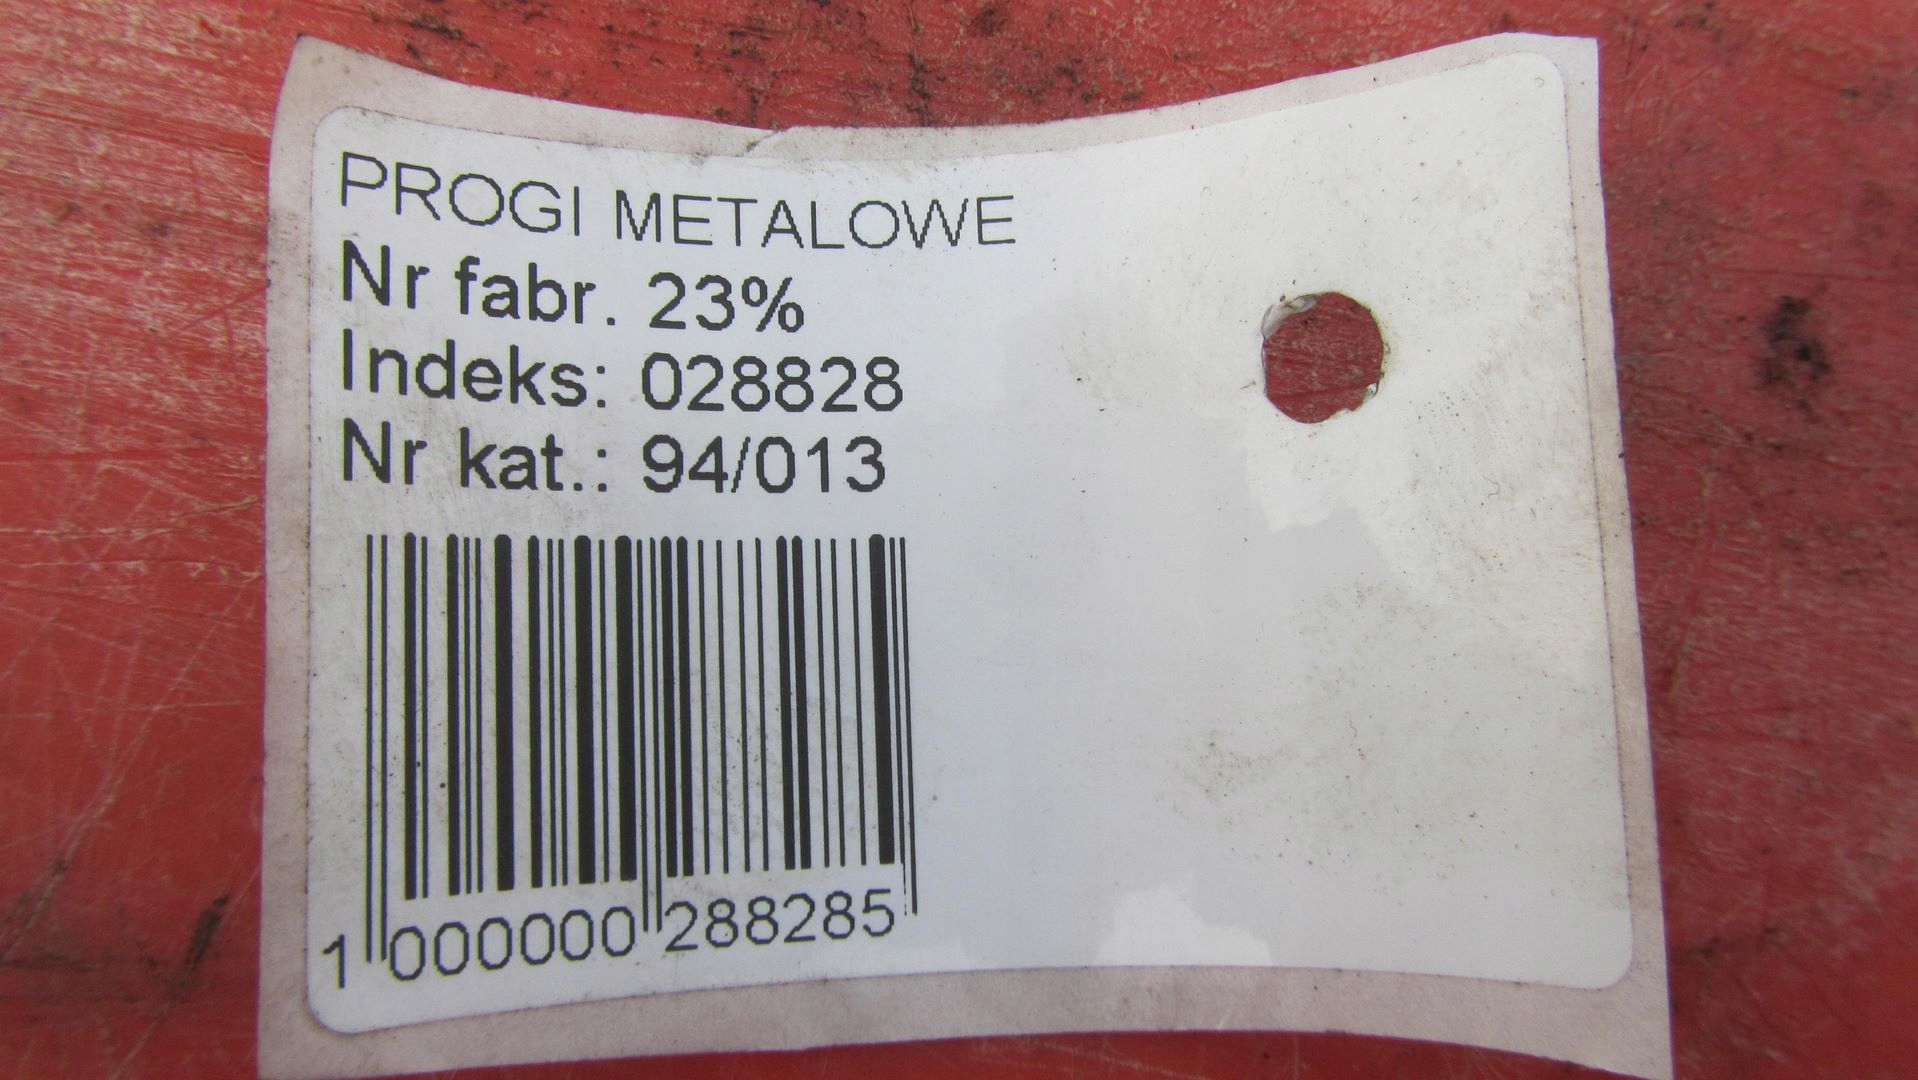 PROGI METALOWE
Nr fabr. 23%
Indeks: 028828
Nr kat.: 94/013
1 000000 288285